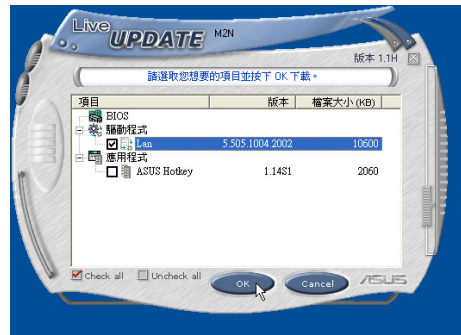 Live UPDATE M2N
版本 1.1H
請選取您想要的項目並按下 OK 下載。
項目 版本 檔案大小(KB)
BIOS
驅動程式
Lan 5.505.1004.2002 10600
應用程式
ASUS Hotkey 1.14S1 2060
Check all Uncheck all OK Cancel ASUS